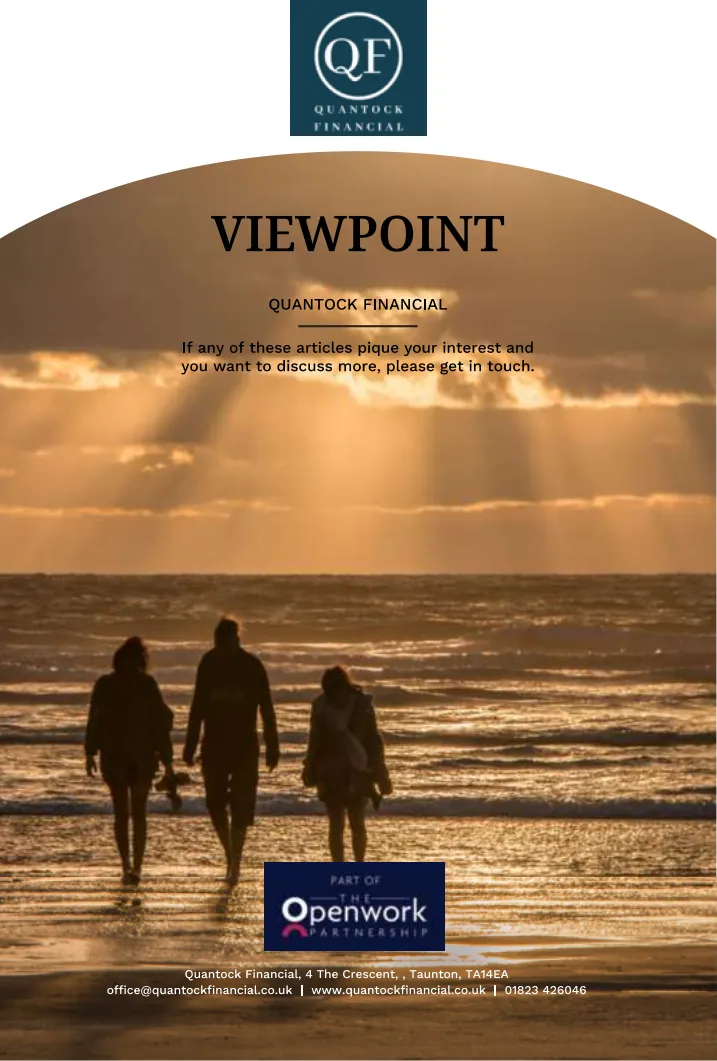 QF
QUANTOCK
FINANCIAL
VIEWPOINT
QUANTOCK FINANCIAL
If any of these articles pique your interest and
you want to discuss more, please get in touch.
PART OF
THE
Openwork
PARTNERSHIP
Quantock Financial, 4 The Crescent, , Taunton, TA14EA
office@quantockfinancial.co.uk | www.quantockfinancial.co.uk | 01823 426046